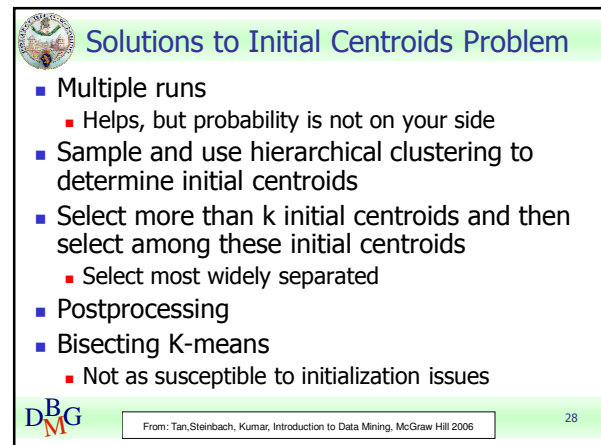 Solutions to Initial Centroids Problem
Multiple runs
Helps, but probability is not on your side
Sample and use hierarchical clustering to
determine initial centroids
Select more than k initial centroids and then
select among these initial centroids
Select most widely separated
Postprocessing
Bisecting K-means
Not as susceptible to initialization issues
DBMG
From: Tan,Steinbach, Kumar, Introduction to Data Mining, McGraw Hill 2006
28